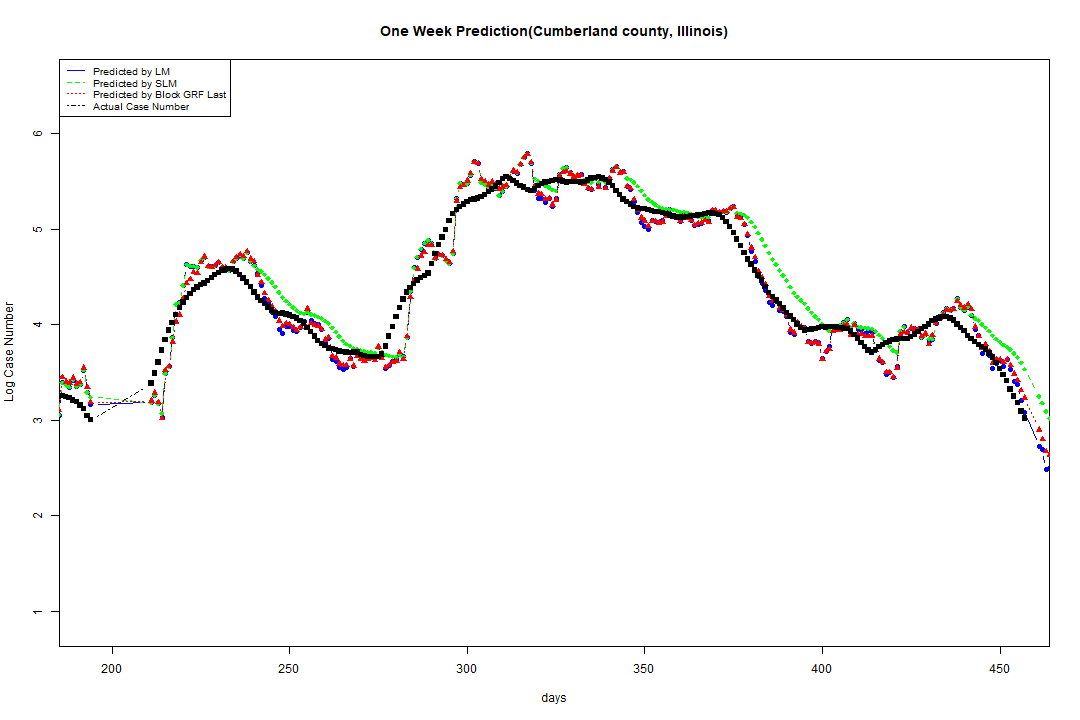 One Week Prediction(Cumberland county, Illinois)
Predicted by LM
Predicted by SLM
Predicted by Block GRF Last
Actual Case Number
Log Case Number
6
5
4
3
2
1
200 250 300 350 400 450
days